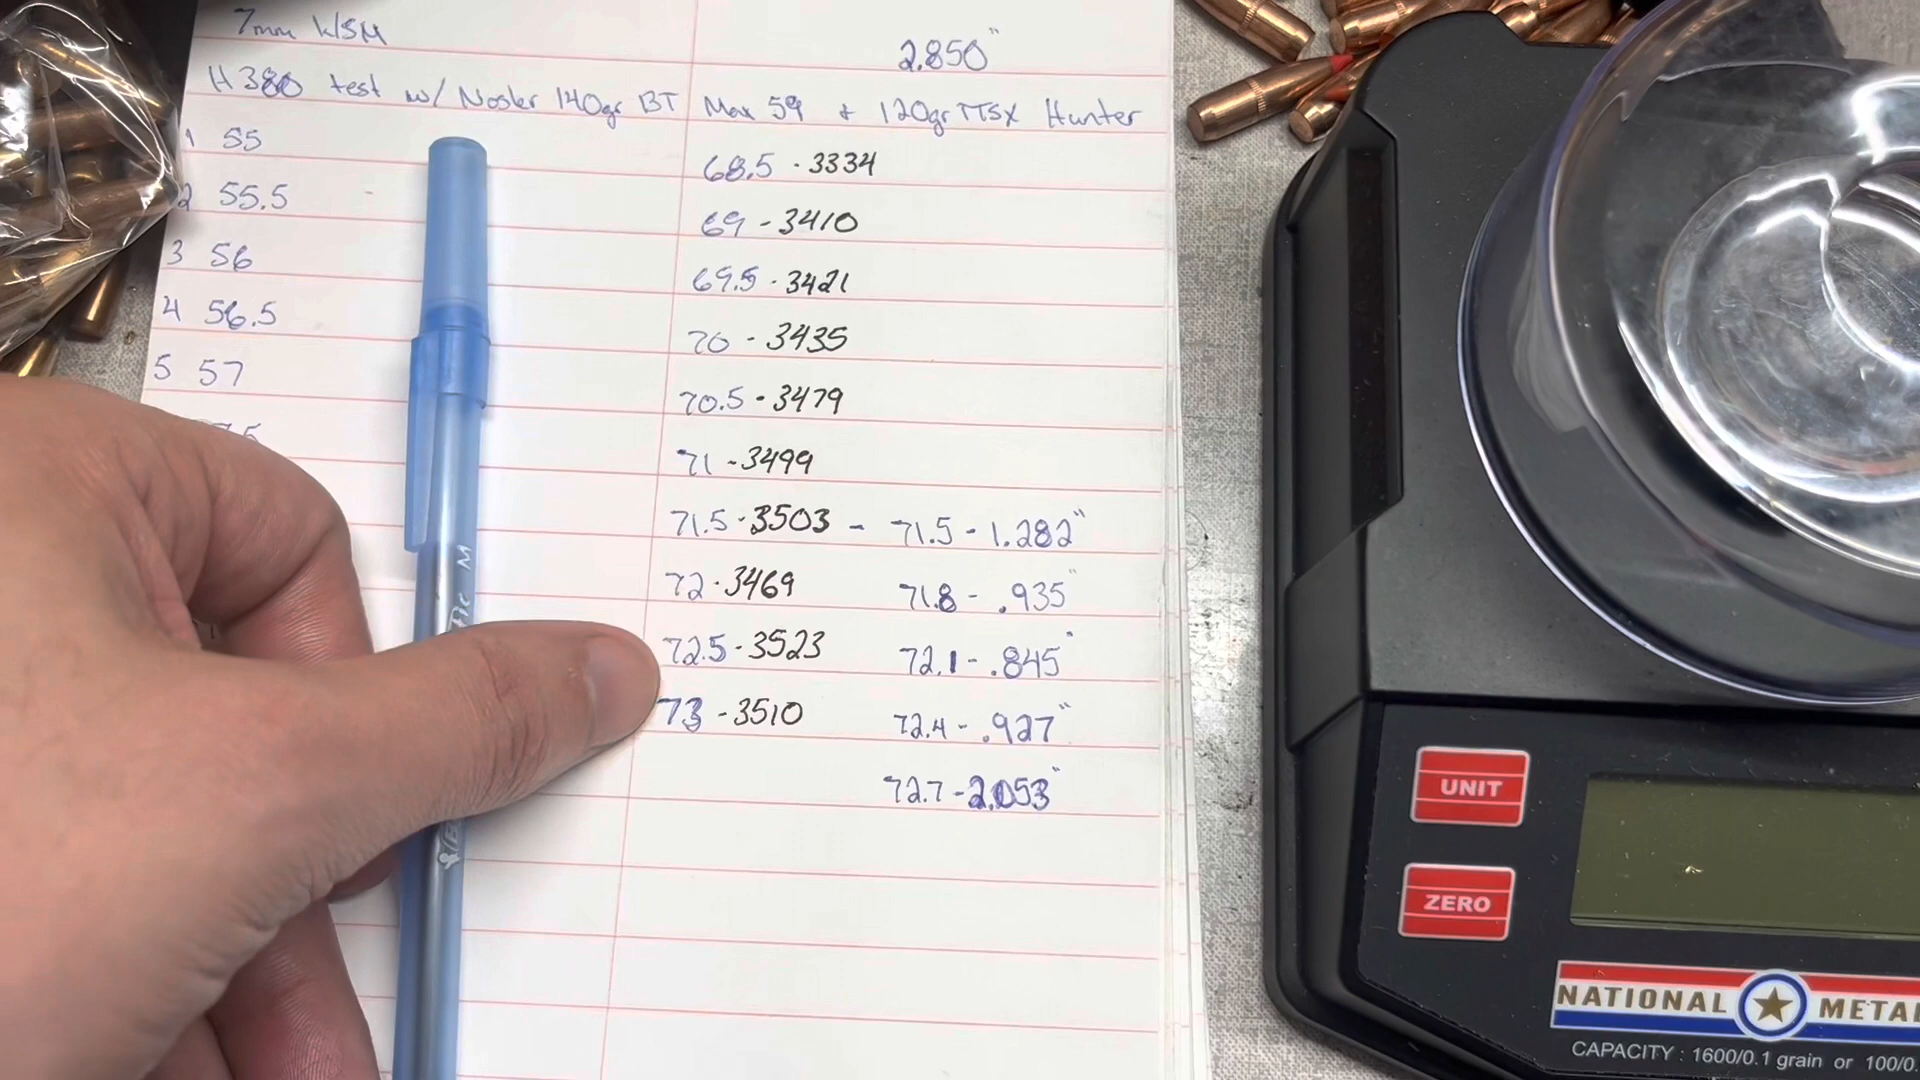 7mm WSM
2.850"
H380 test w/ Nosler 140gr BT Max 59 + 120gr TTSX Hunter
1 55
2 55.5
3 56
4 56.5
5 57
68.5 - 3334
69 - 3410
69.5 - 3421
70 - 3435
70.5 - 3479
71 - 3499
71.5 - 3503 - 71.5 - 1.282"
72 - 3469 71.8 - .935"
72.5 - 3523 72.1 - .845"
73 - 3510 72.4 - .927"
72.7 - 2.053"
UNIT
ZERO
NATIONAL METAL
CAPACITY : 1600/0.1 grain or 100/0.